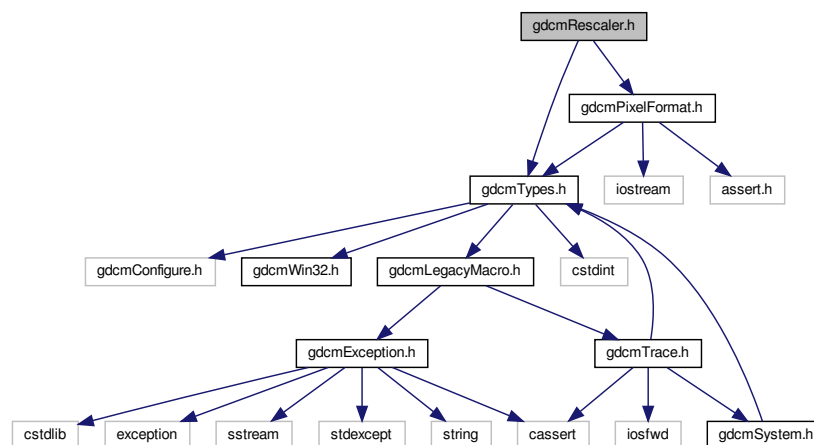 gdcmRescaler.h
gdcmPixelFormat.h
gdcmTypes.h
iostream
assert.h
gdcmConfigure.h
gdcmWin32.h
gdcmLegacyMacro.h
cstdint
gdcmException.h
gdcmTrace.h
cstdlib
exception
sstream
stdexcept
string
cassert
iosfwd
gdcmSystem.h